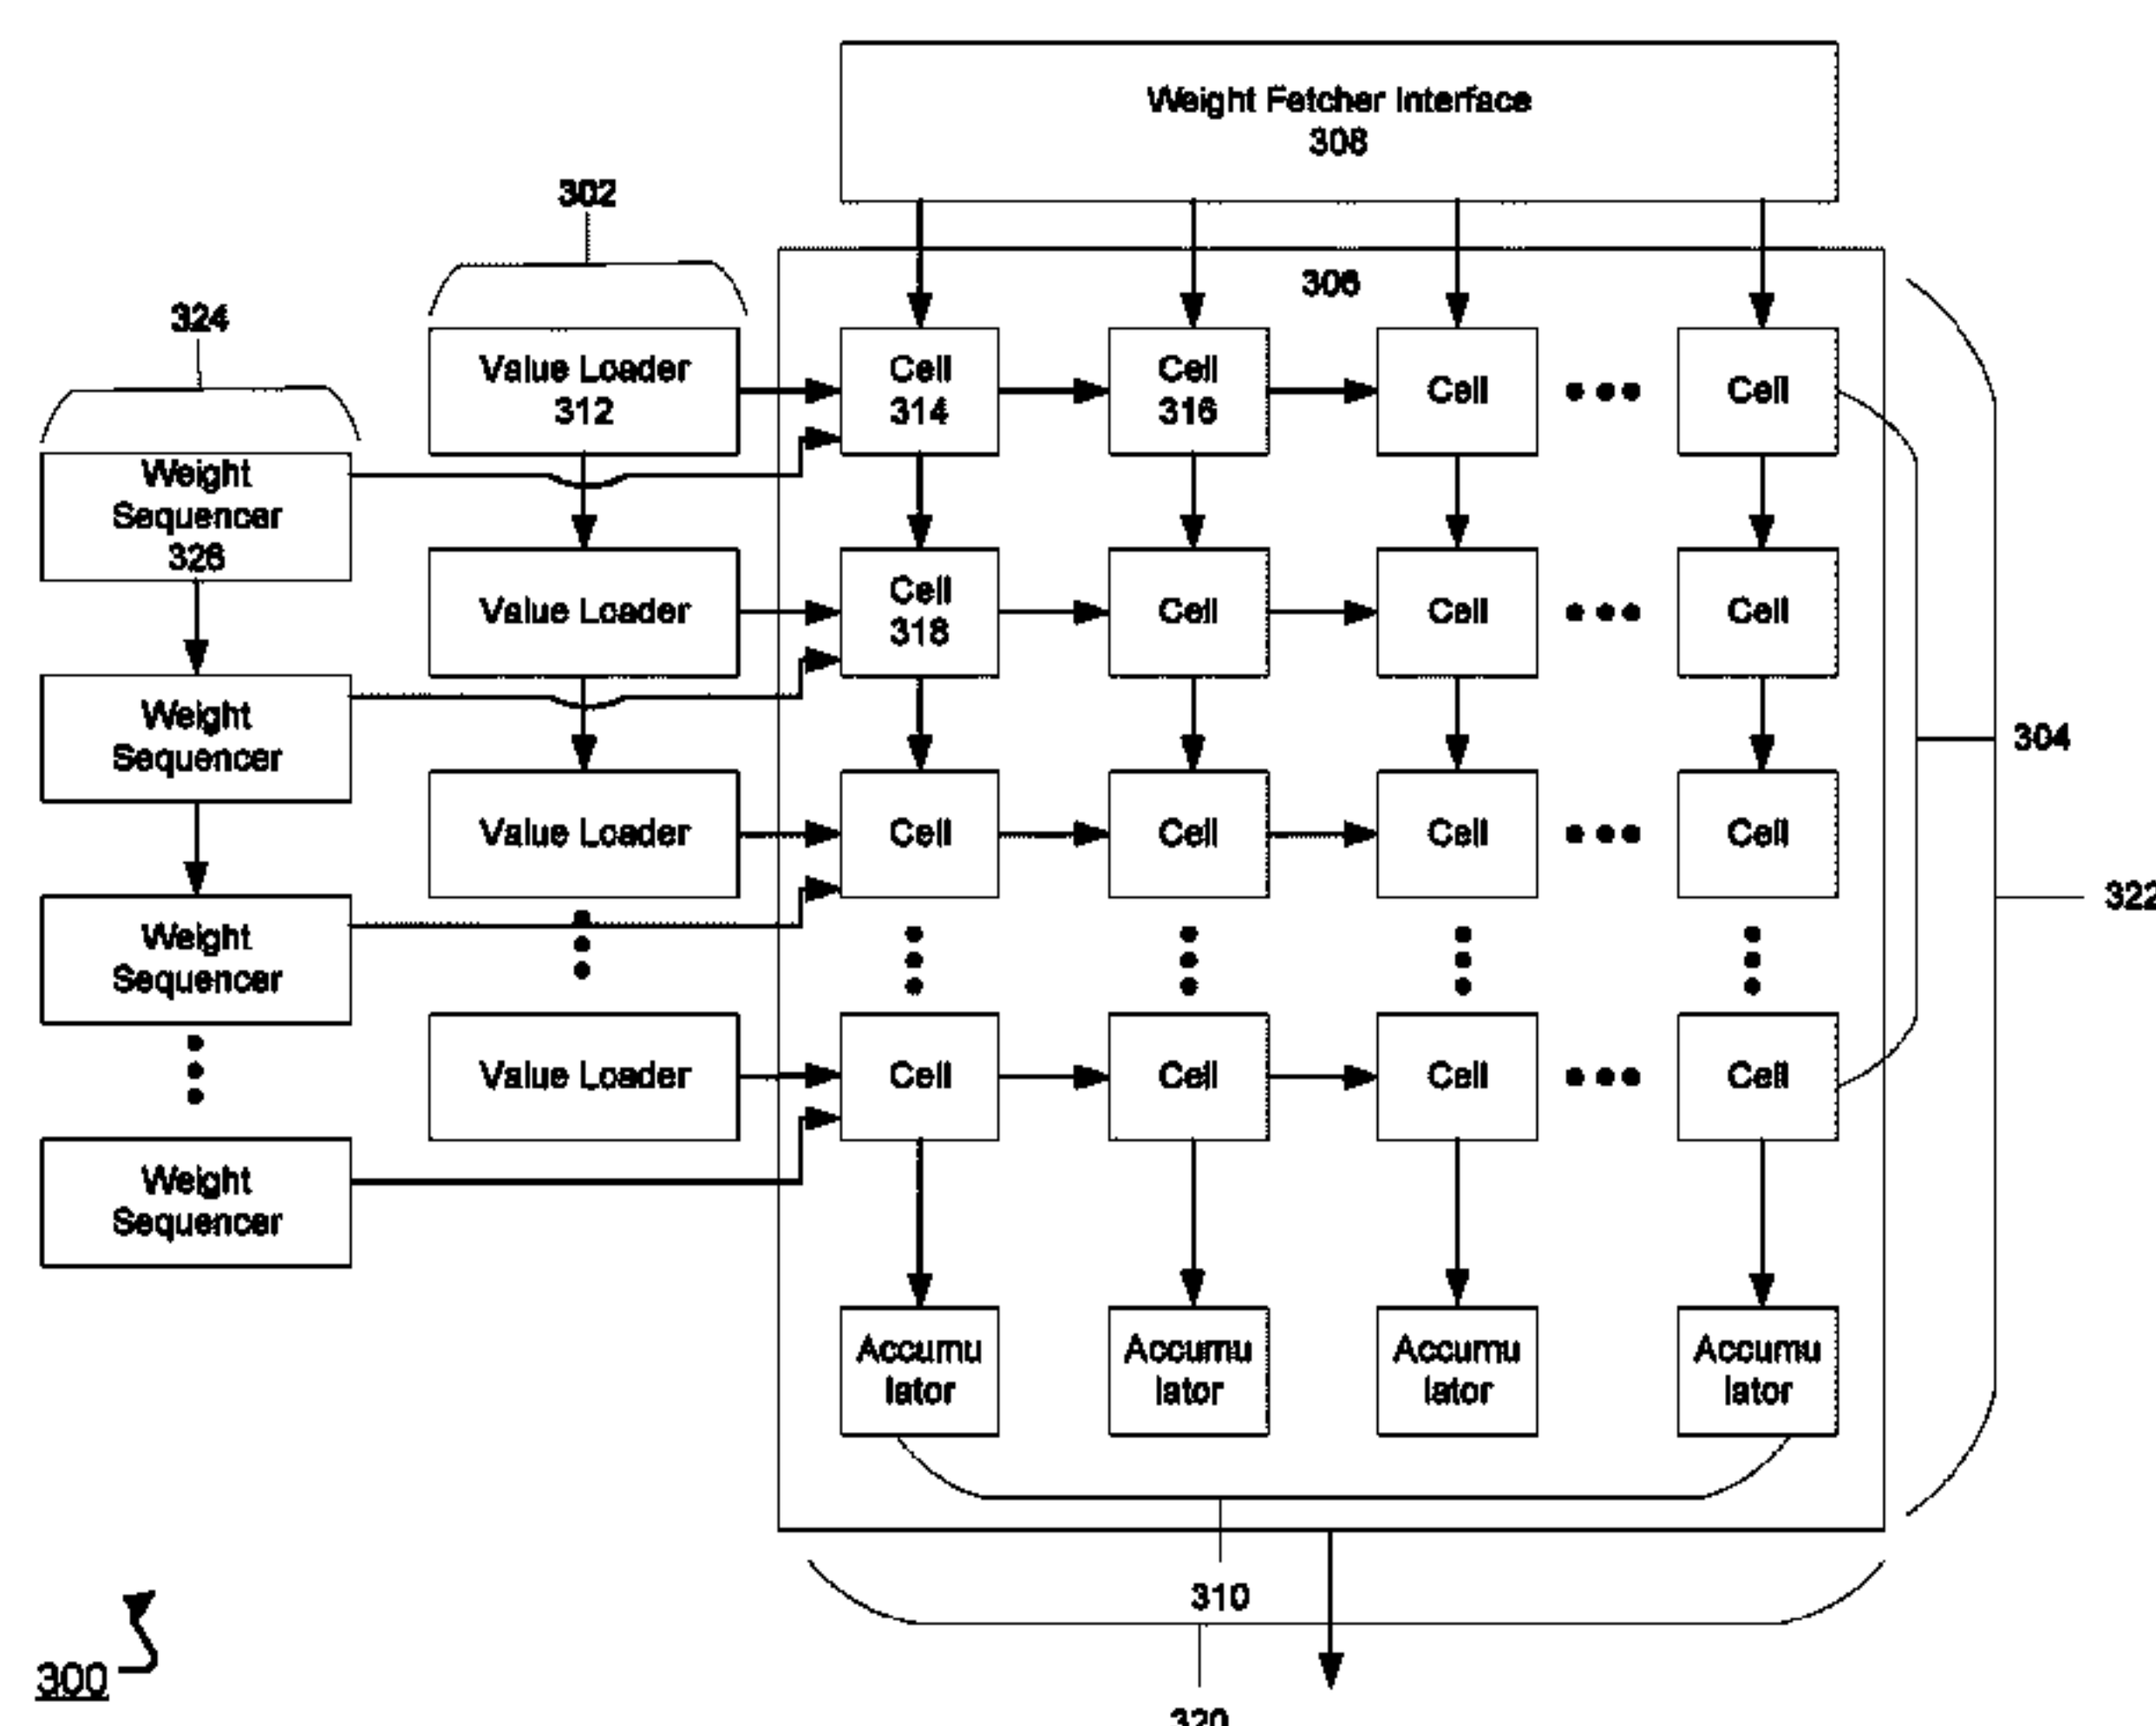 Weight Fetcher Interface
308
302
306
324
Value Loader
312
Cell
314
Cell
316
Cell
Cell
Weight
Sequencer
326
Value Loader
Cell
318
Cell
Cell
Cell
304
Weight
Sequencer
Value Loader
Cell
Cell
Cell
Cell
322
Weight
Sequencer
Value Loader
Cell
Cell
Cell
Cell
Weight
Sequencer
Accumu
lator
Accumu
lator
Accumu
lator
Accumu
lator
310
300
320